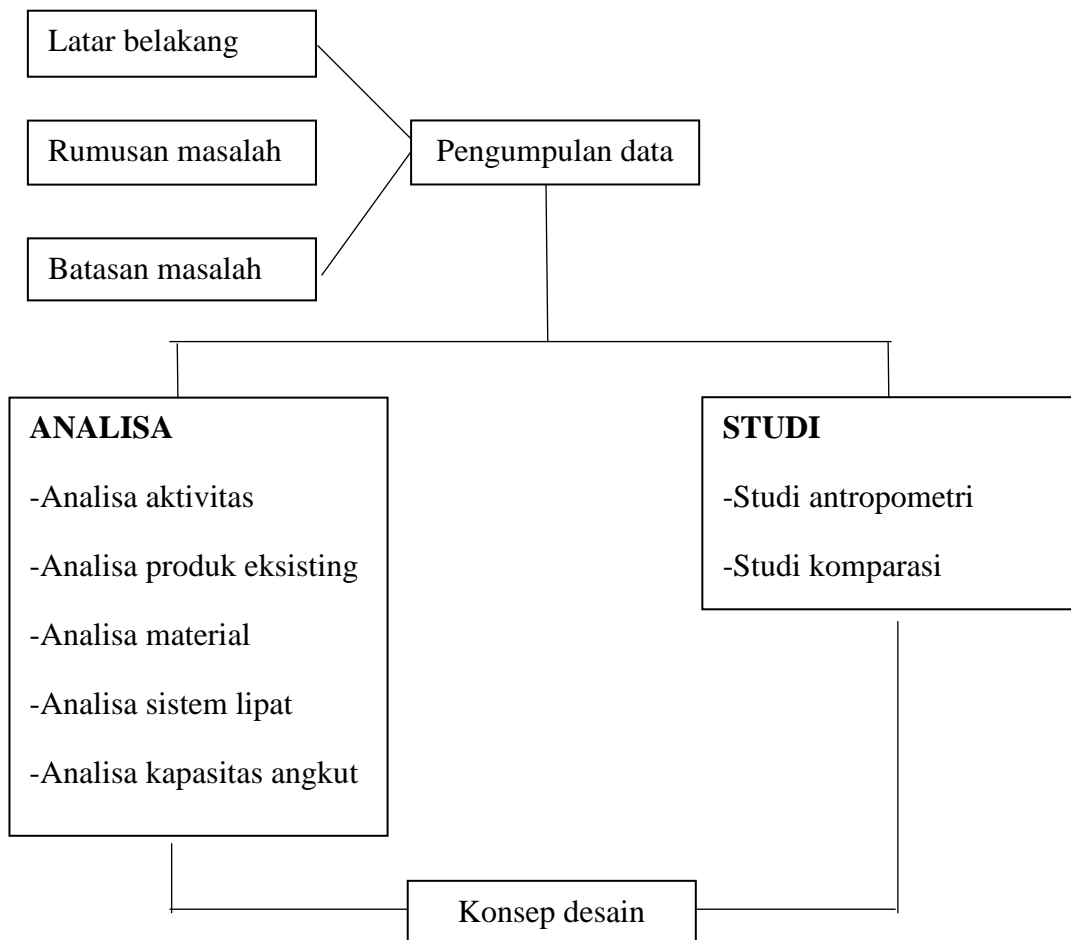 Latar belakang
Rumusan masalah
Pengumpulan data
Batasan masalah
ANALISA
-Analisa aktivitas
-Analisa produk eksisting
-Analisa material
-Analisa sistem lipat
-Analisa kapasitas angkut
STUDI
-Studi antropometri
-Studi komparasi
Konsep desain